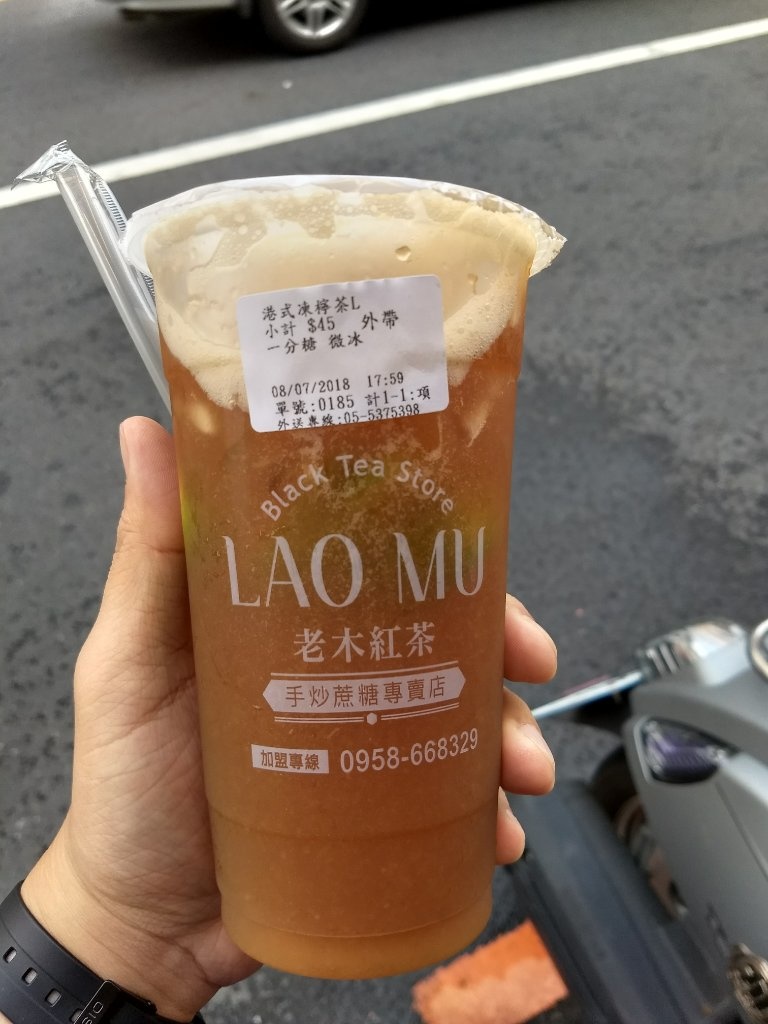 港式凍檸茶L
小計 $45 外帶
一分糖 微冰
08/07/2018 17:59
單號:0185 計1-1:項
外送專線:05-5375398
Black Tea Store
LAO MU
老木紅茶
手炒蔗糖專賣店
加盟專線 0958-668329